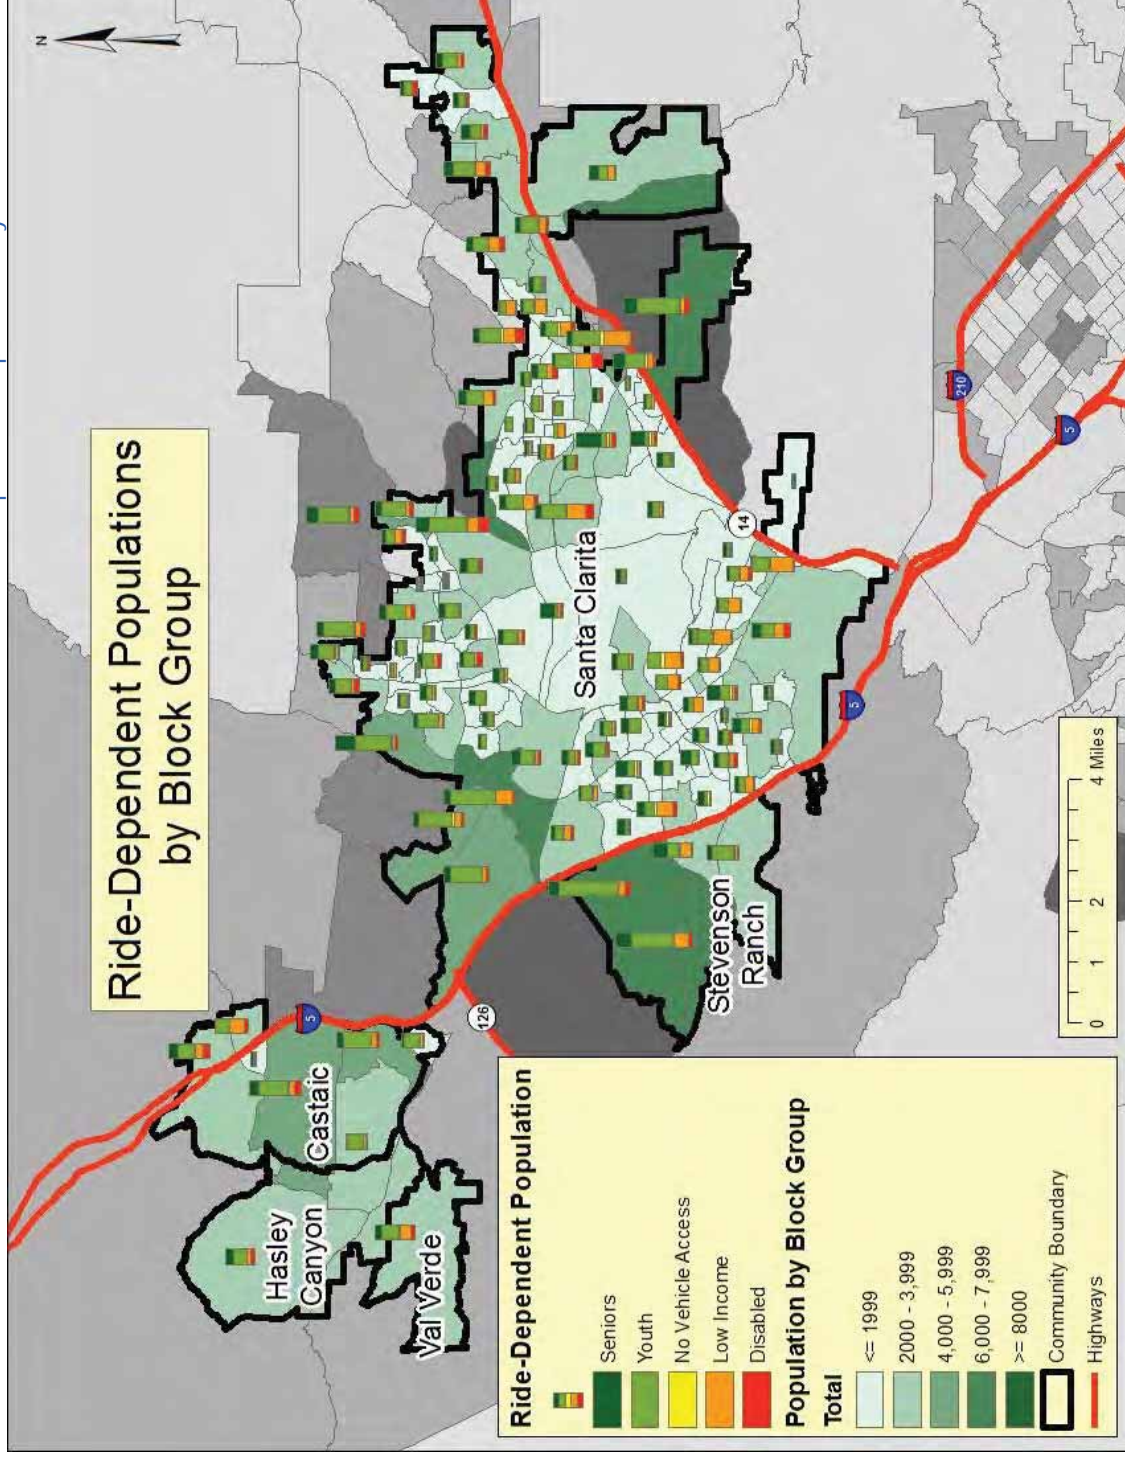 Ride-Dependent Populations
by Block Group
N
Castaic
Hasley
Canyon
Val Verde
Santa Clarita
Stevenson
Ranch
5
126
14
5
210
5
Ride-Dependent Population
Seniors
Youth
No Vehicle Access
Low Income
Disabled
Population by Block Group
Total
<= 1999
2000 - 3,999
4,000 - 5,999
6,000 - 7,999
>= 8000
Community Boundary
Highways
0 1 2 4 Miles